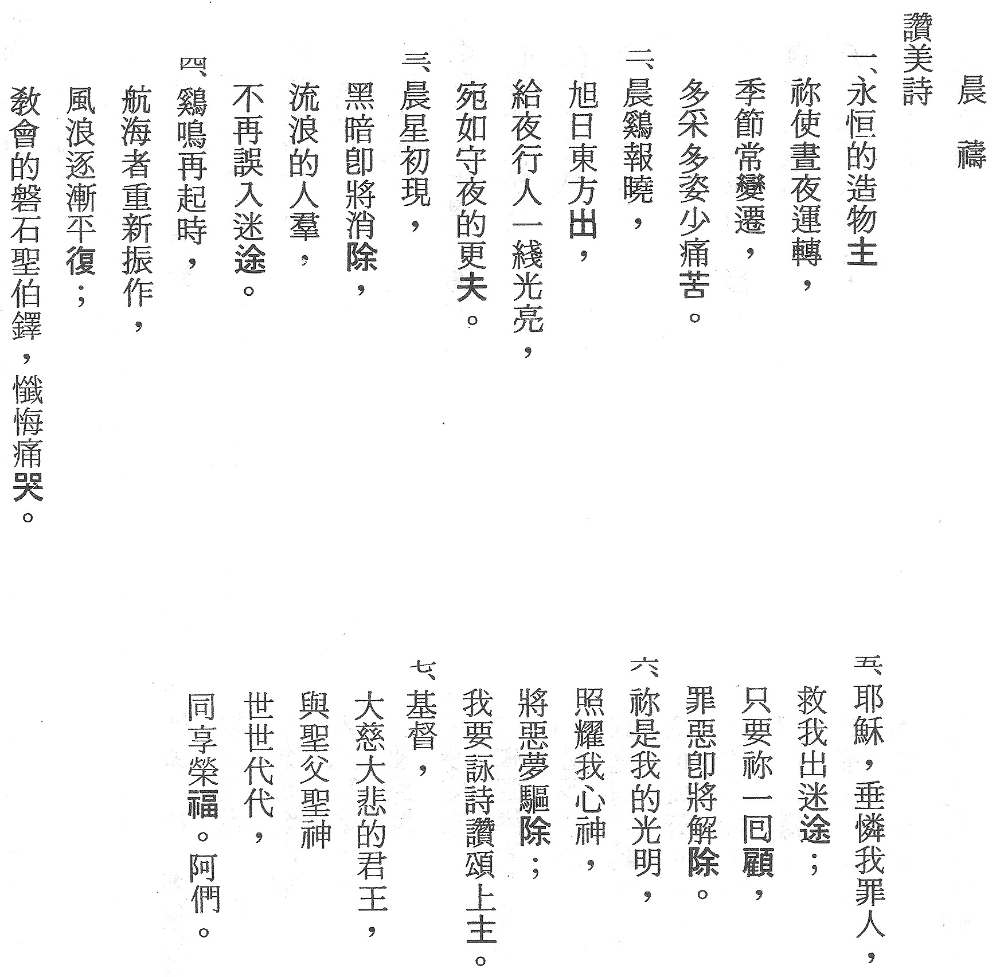 晨　禱
讚美詩
一、永恒的造物主
祢使晝夜運轉，
季節常變遷，
多采多姿少痛苦。
二、晨鷄報曉，
旭日東方出，
給夜行人一綫光亮，
宛如守夜的更夫。
三、晨星初現，
黑暗卽將消除，
流浪的人羣，
不再誤入迷途。
四、鷄鳴再起時，
航海者重新振作，
風浪逐漸平復；
敎會的磐石聖伯鐸，懺悔痛哭。
五、耶穌，垂憐我罪人，
救我出迷途；
只要祢一囘顧，
罪惡卽將解除。
六、祢是我的光明，
照耀我心神，
將惡夢驅除；
我要詠詩讚頌上主。
七、基督，
大慈大悲的君王，
與聖父聖神
世世代代，
同享榮福。阿們。